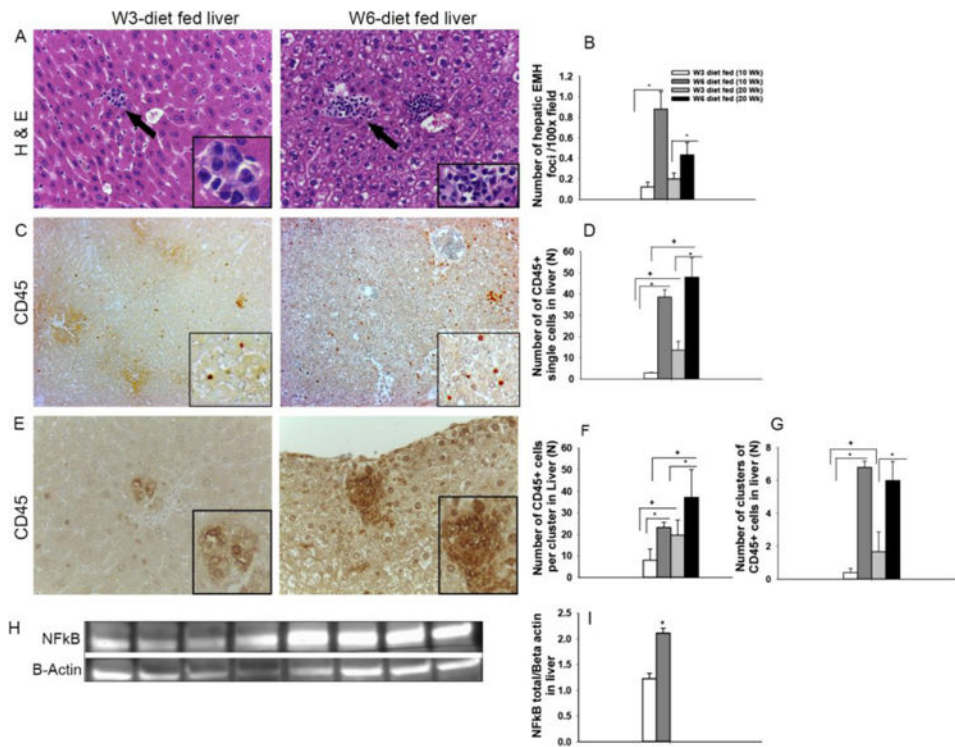 W3-diet fed liver
W6-diet fed liver
A
H & E
B
Number of hepatic EMH
foci /100x field
1.2
1.0
0.8
0.6
0.4
0.2
0.0
W3 diet fed (10 Wk)
W6 diet fed (10 Wk)
W3 diet fed (20 Wk)
W6 diet fed (20 Wk)
*
*
C
CD45
D
Number of of CD45+
single cells in liver (N)
60
50
40
30
20
10
0
+
+
*
*
E
CD45
F
Number of CD45+ cells
per cluster in Liver (N)
60
50
40
30
20
10
0
+
*
+
*
G
Number of clusters of
CD45+ cells in liver (N)
8
6
4
2
0
+
*
*
H
NFkB
B-Actin
I
NFkB total/Beta actin
in liver
2.5
2.0
1.5
1.0
0.5
0.0
*